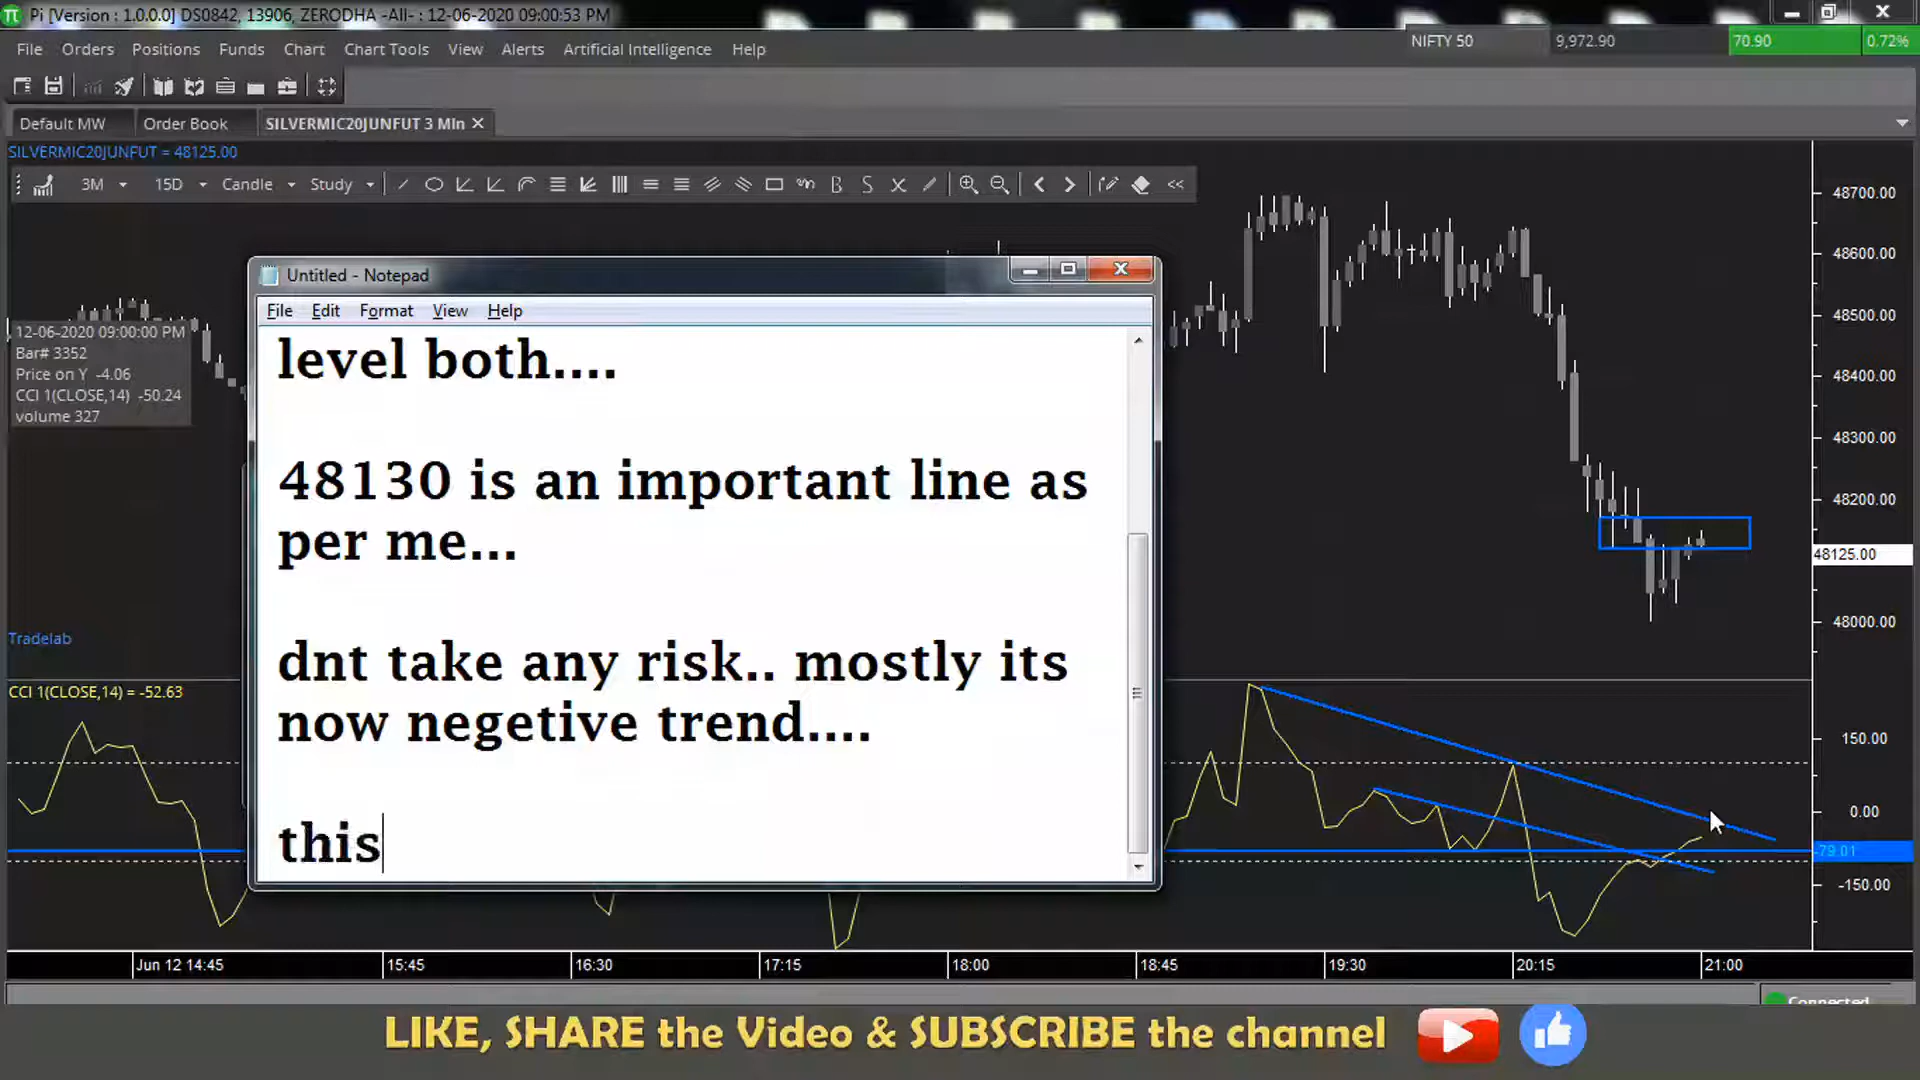 Pi [Version : 1.0.0.0] DS0842, 13906, ZERODHA -All- : 12-06-2020 09:00:53 PM
File Orders Positions Funds Chart Chart Tools View Alerts Artificial Intelligence Help
NIFTY 50 9,972.90 70.90 0.72%
Default MW Order Book SILVERMIC20JUNFUT 3 MIn
SILVERMIC20JUNFUT = 48125.00
3M 15D Candle Study
48700.00
48600.00
48500.00
48400.00
48300.00
48200.00
48125.00
48000.00
12-06-2020 09:00:00 PM
Bar# 3352
Price on Y -4.06
CCI 1(CLOSE,14) -50.24
volume 327
Untitled - Notepad
File Edit Format View Help
level both....
48130 is an important line as
per me...
dnt take any risk.. mostly its
now negetive trend....
this
Tradelab
CCI 1(CLOSE,14) = -52.63
150.00
0.00
-79.01
-150.00
Jun 12 14:45 15:45 16:30 17:15 18:00 18:45 19:30 20:15 21:00
Connected
LIKE, SHARE the Video & SUBSCRIBE the channel